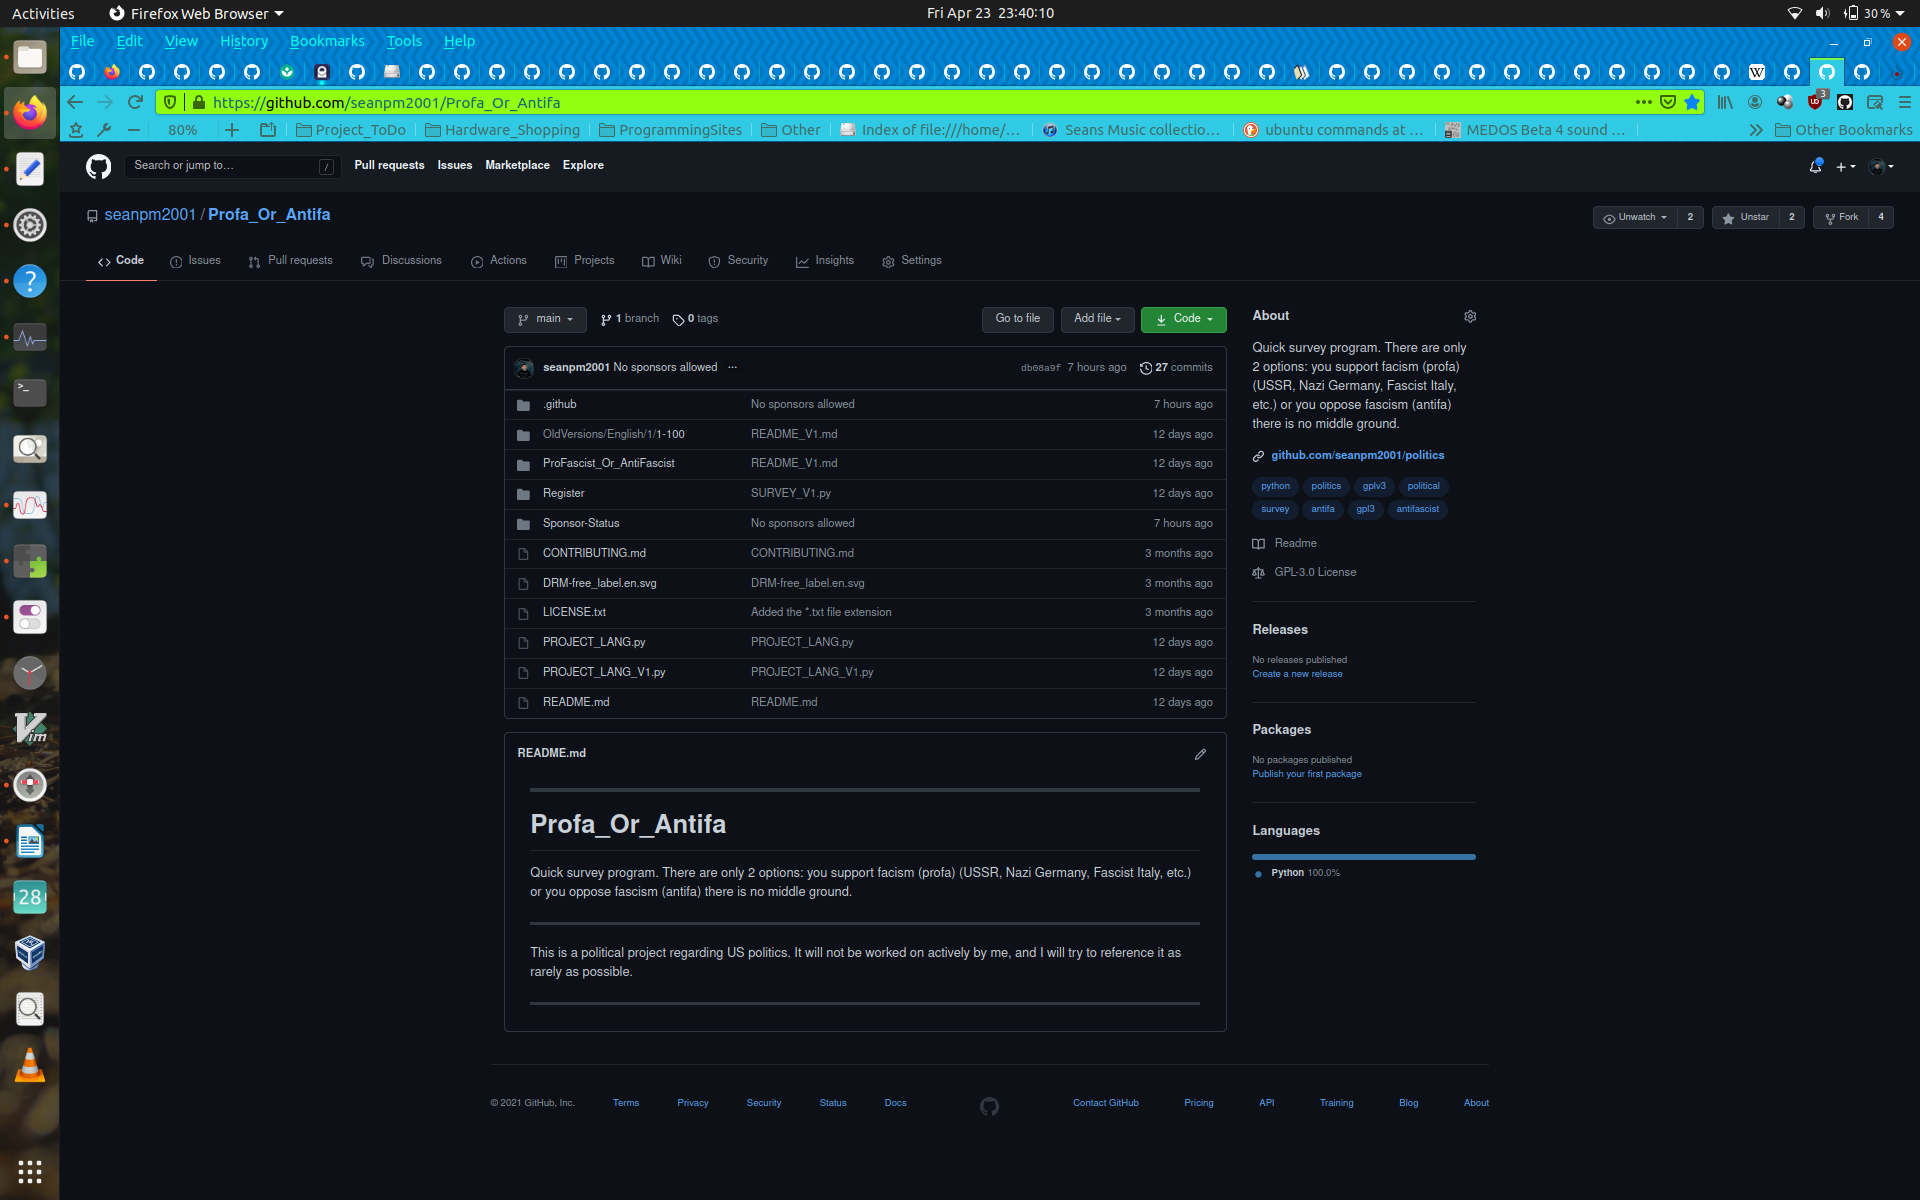 Activities Firefox Web Browser Fri Apr 23 23:40:10 30 %
File Edit View History Bookmarks Tools Help
https://github.com/seanpm2001/Profa_Or_Antifa 3
80% Project_ToDo Hardware_Shopping ProgrammingSites Other Index of file:///home/... Seans Music collectio... ubuntu commands at ... MEDOS Beta 4 sound ... Other Bookmarks
Search or jump to... / Pull requests Issues Marketplace Explore
seanpm2001 / Profa_Or_Antifa Unwatch 2 Unstar 2 Fork 4
Code Issues Pull requests Discussions Actions Projects Wiki Security Insights Settings
main 1 branch 0 tags Go to file Add file Code
seanpm2001 No sponsors allowed ... db08a9f 7 hours ago 27 commits
.github No sponsors allowed 7 hours ago
OldVersions/English/1/1-100 README_V1.md 12 days ago
ProFascist_Or_AntiFascist README_V1.md 12 days ago
Register SURVEY_V1.py 12 days ago
Sponsor-Status No sponsors allowed 7 hours ago
CONTRIBUTING.md CONTRIBUTING.md 3 months ago
DRM-free_label.en.svg DRM-free_label.en.svg 3 months ago
LICENSE.txt Added the *.txt file extension 3 months ago
PROJECT_LANG.py PROJECT_LANG.py 12 days ago
PROJECT_LANG_V1.py PROJECT_LANG_V1.py 12 days ago
README.md README.md 12 days ago
README.md
Profa_Or_Antifa
Quick survey program. There are only 2 options: you support facism (profa) (USSR, Nazi Germany, Fascist Italy, etc.)
or you oppose fascism (antifa) there is no middle ground.
This is a political project regarding US politics. It will not be worked on actively by me, and I will try to reference it as
rarely as possible.
About
Quick survey program. There are only
2 options: you support facism (profa)
(USSR, Nazi Germany, Fascist Italy,
etc.) or you oppose fascism (antifa)
there is no middle ground.
github.com/seanpm2001/politics
python politics gplv3 political
survey antifa gpl3 antifascist
Readme
GPL-3.0 License
Releases
No releases published
Create a new release
Packages
No packages published
Publish your first package
Languages
Python 100.0%
© 2021 GitHub, Inc. Terms Privacy Security Status Docs Contact GitHub Pricing API Training Blog About
Vim
28